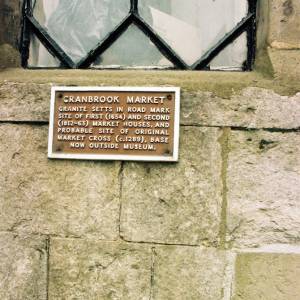 CRANBROOK MARKET
GRANITE SETTS IN ROAD MARK
SITE OF FIRST (1654) AND SECOND
(1812-63) MARKET HOUSES, AND
PROBABLE SITE OF ORIGINAL
MARKET CROSS (c.1289), BASE
NOW OUTSIDE MUSEUM.